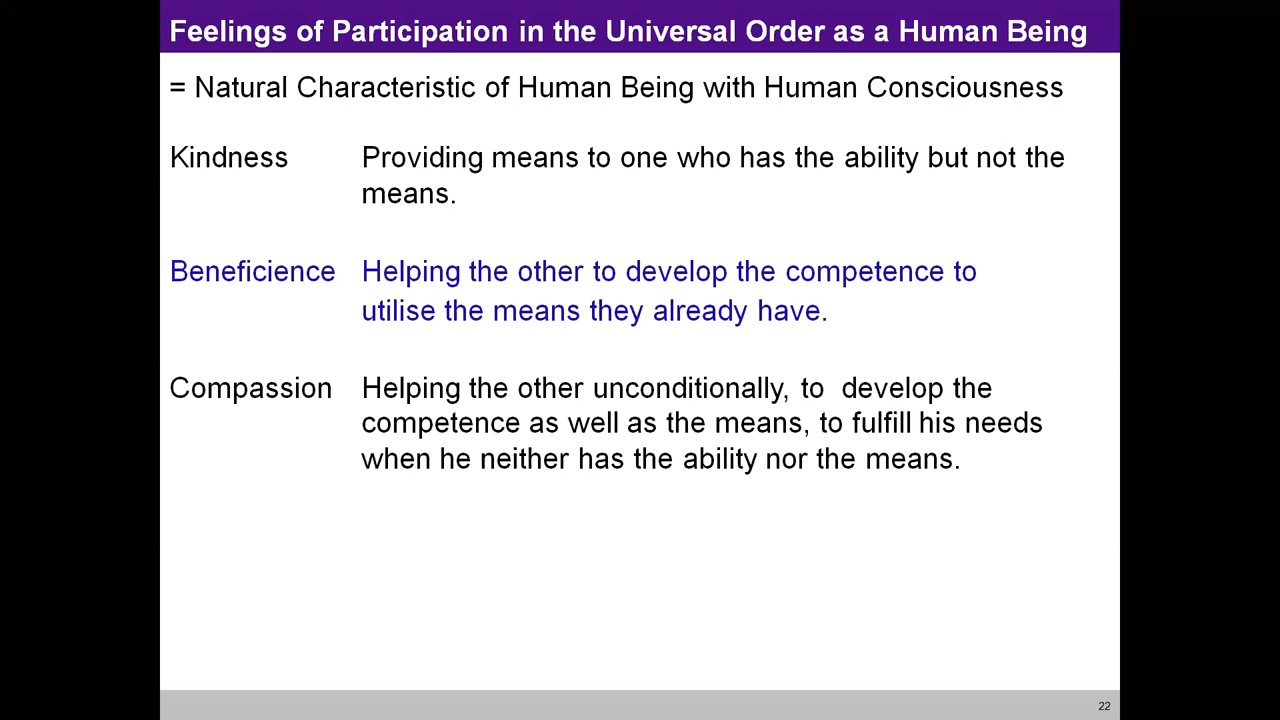 Feelings of Participation in the Universal Order as a Human Being
= Natural Characteristic of Human Being with Human Consciousness
Kindness Providing means to one who has the ability but not the
means.
Beneficience Helping the other to develop the competence to
utilise the means they already have.
Compassion Helping the other unconditionally, to develop the
competence as well as the means, to fulfill his needs
when he neither has the ability nor the means.
22